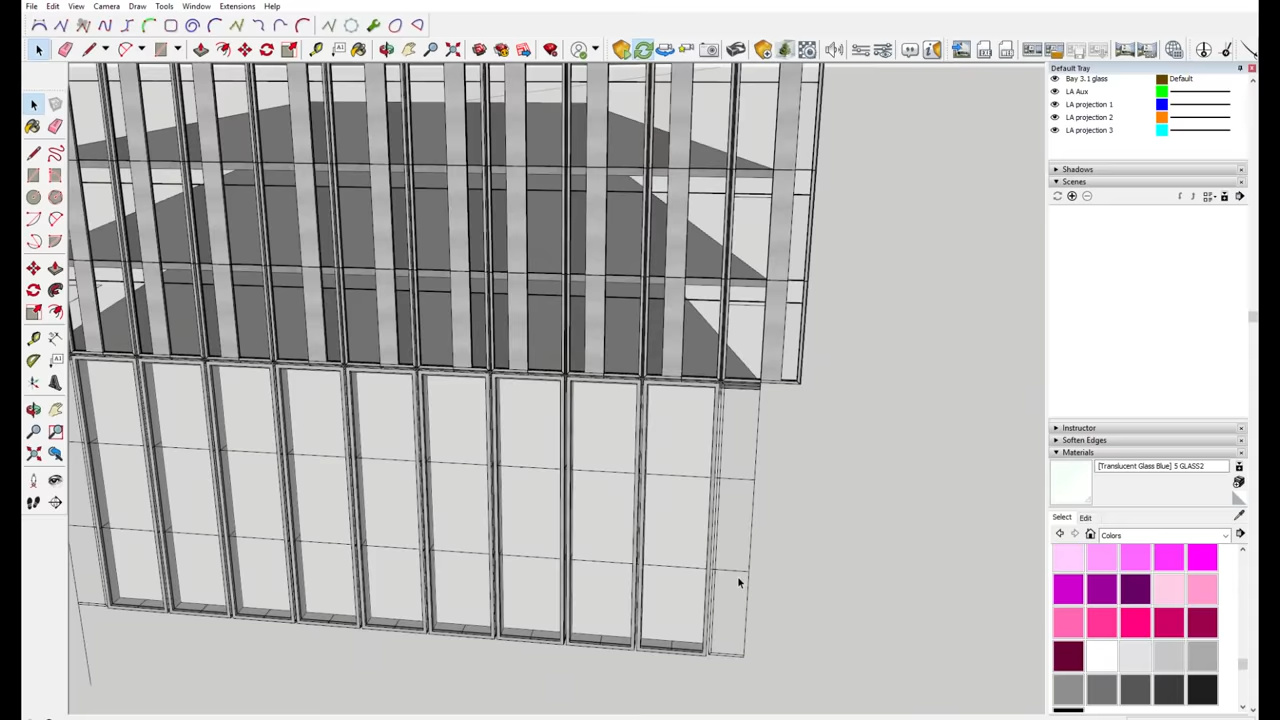 File Edit View Camera Draw Tools Window Extensions Help
Default Tray
Bay 3.1 glass Default
LA Aux
LA projection 1
LA projection 2
LA projection 3
Shadows
Scenes
Instructor
Soften Edges
Materials
[Translucent Glass Blue] 5 GLASS2
Select Edit
Colors